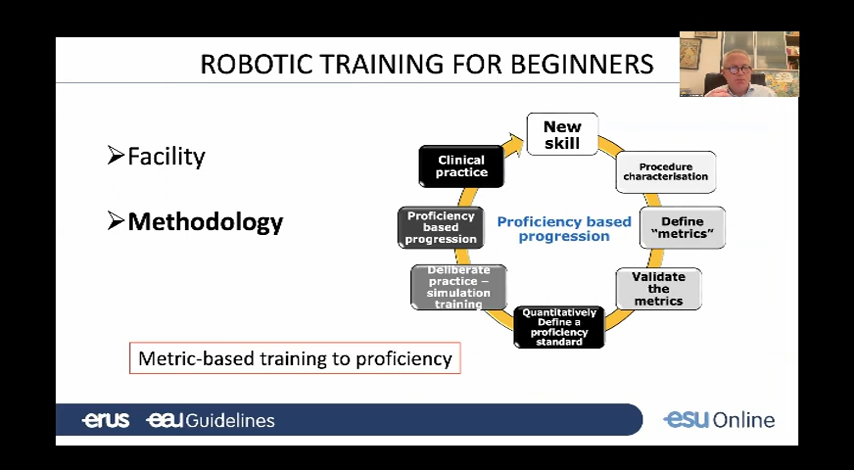 ROBOTIC TRAINING FOR BEGINNERS
➢Facility
➢Methodology
New
skill
Procedure
characterisation
Define
“metrics”
Validate
the
metrics
Quantitatively
Define a
proficiency
standard
Deliberate
practice –
simulation
training
Proficiency
based
progression
Clinical
practice
Proficiency based
progression
Metric-based training to proficiency
erus eau Guidelines
esu Online